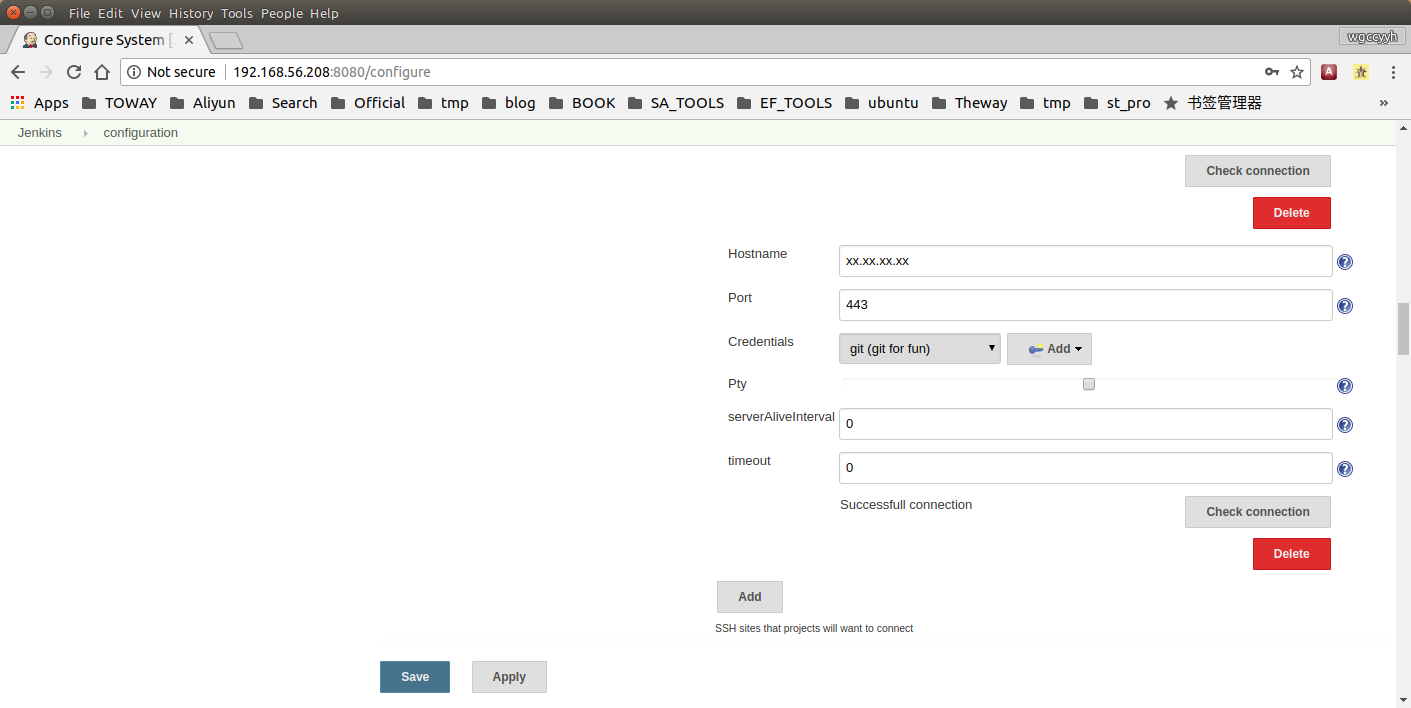 File Edit View History Tools People Help
Configure System [
wgccyyh
Not secure 192.168.56.208:8080/configure
A
Apps TOWAY Aliyun Search Official tmp blog BOOK SA_TOOLS EF_TOOLS ubuntu Theway tmp st_pro 书签管理器 »
Jenkins configuration
Check connection
Delete
Hostname xx.xx.xx.xx ?
Port 443 ?
Credentials git (git for fun) Add
Pty ?
serverAliveInterval 0 ?
timeout 0 ?
Successfull connection Check connection
Delete
Add
SSH sites that projects will want to connect
Save Apply